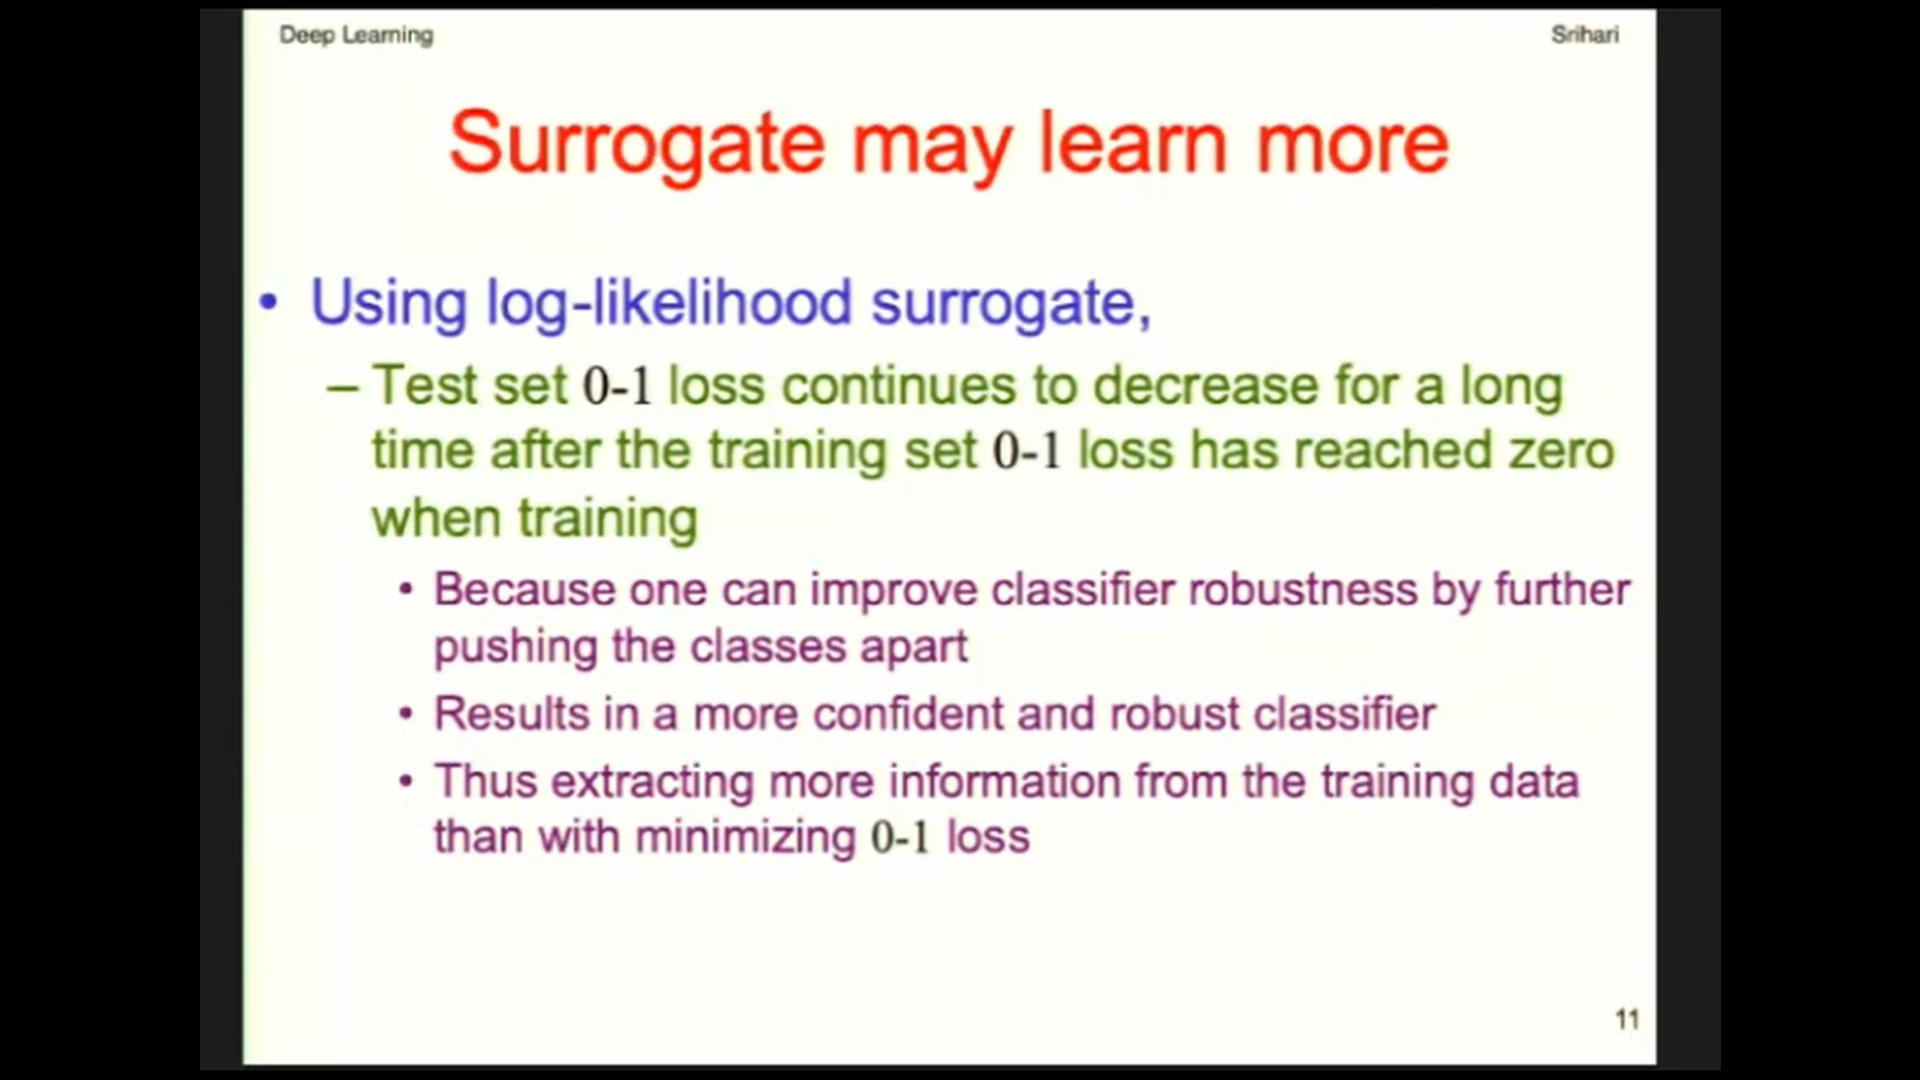 Deep Learning
Srihari
Surrogate may learn more
• Using log-likelihood surrogate,
– Test set 0-1 loss continues to decrease for a long
time after the training set 0-1 loss has reached zero
when training
• Because one can improve classifier robustness by further
pushing the classes apart
• Results in a more confident and robust classifier
• Thus extracting more information from the training data
than with minimizing 0-1 loss
11